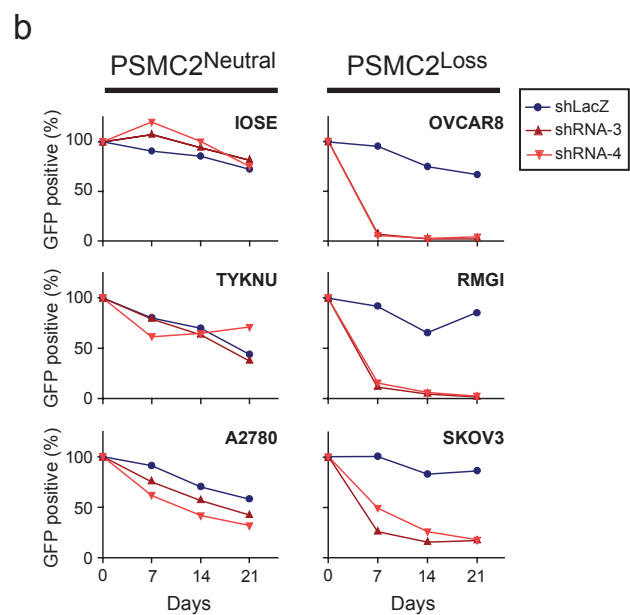 b
PSMC2Neutral
PSMC2Loss
shLacZ
shRNA-3
shRNA-4
GFP positive (%)
100
50
0
IOSE
OVCAR8
GFP positive (%)
100
50
0
TYKNU
RMGI
GFP positive (%)
100
50
0
A2780
SKOV3
0 7 14 21
0 7 14 21
Days
Days